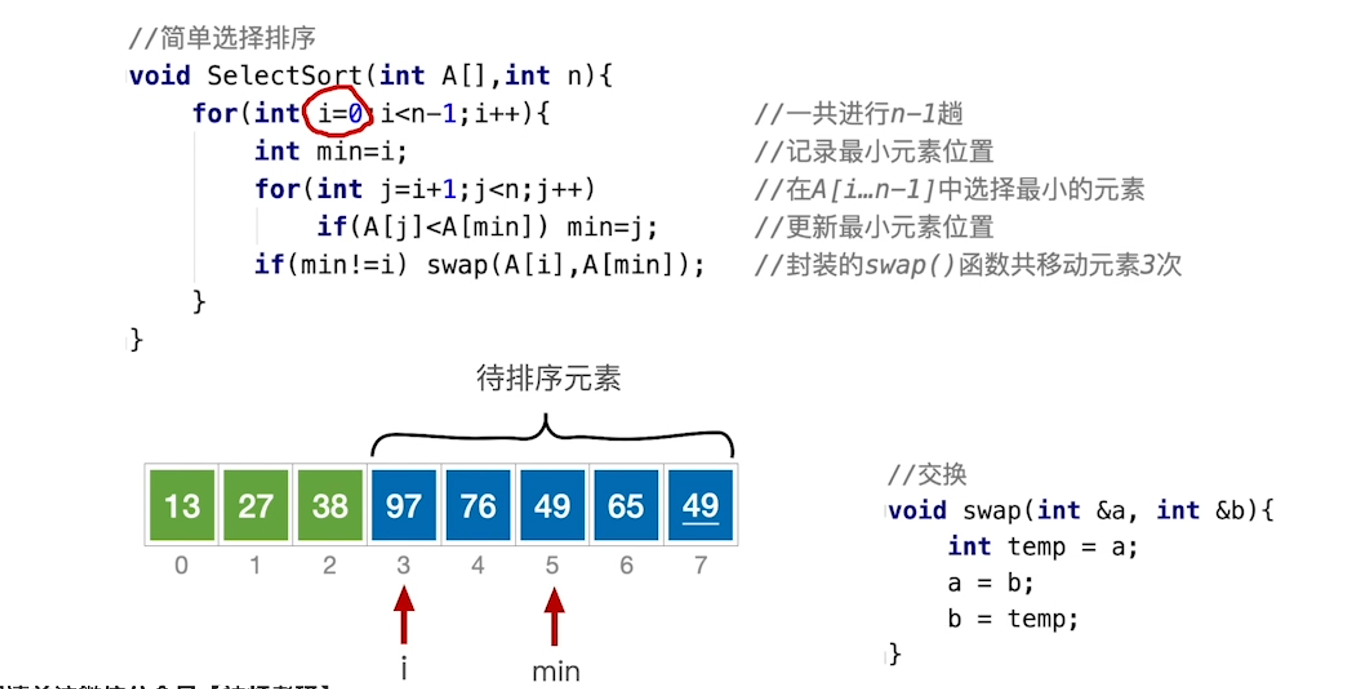 //简单选择排序
void SelectSort(int A[],int n){
for(int i=0;i<n-1;i++){ //一共进行n-1趟
int min=i; //记录最小元素位置
for(int j=i+1;j<n;j++) //在A[i…n-1]中选择最小的元素
if(A[j]<A[min]) min=j; //更新最小元素位置
if(min!=i) swap(A[i],A[min]); //封装的swap()函数共移动元素3次
}
}
待排序元素
13 27 38 97 76 49 65 49
0 1 2 3 4 5 6 7
i min
//交换
void swap(int &a, int &b){
int temp = a;
a = b;
b = temp;
}